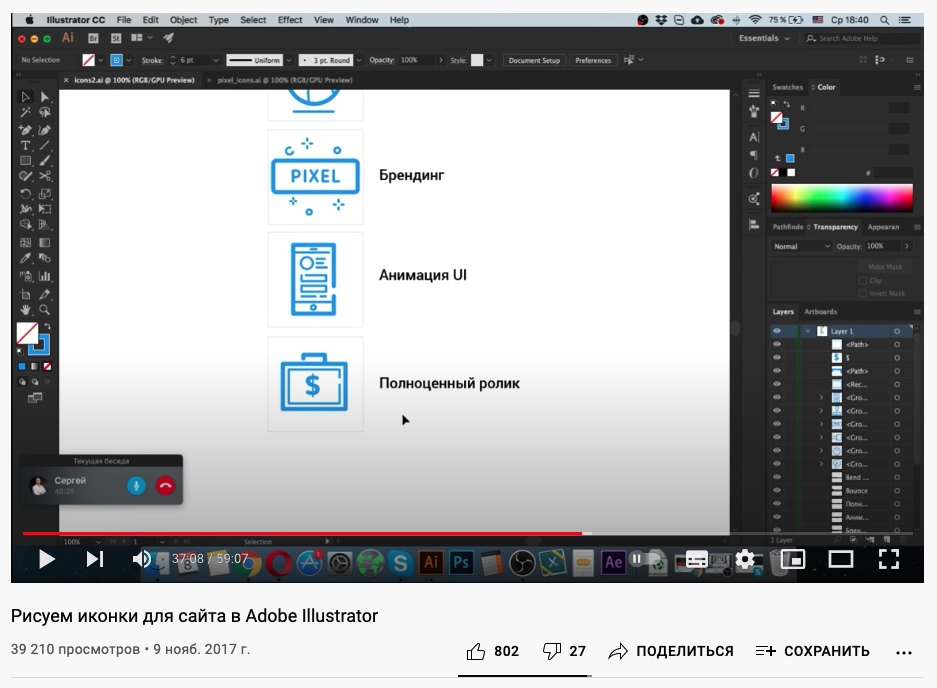 Illustrator CC File Edit Object Type Select Effect View Window Help 75 % Ср 18:40
Ai Br St Essentials Search Adobe Help
No Selection Stroke: 6 pt Uniform 3 pt. Round Opacity: 100% Style: Document Setup Preferences
× icons2.ai @ 100% (RGB/GPU Preview) × pixel_icons.ai @ 100% (RGB/GPU Preview)
Swatches Color
R
G
B
#
PIXEL
Брендинг
Анимация UI
$
Полноценный ролик
Pathfinde Transparency Appearan
Normal Opacity: 100%
Make Mask
Clip
Invert Mask
Layers Artboards
Layer 1
<Path>
$
<Path>
<Rec...
<Gro...
<Gro...
<Gro...
<Gro...
<Gro...
<Gro...
Bend ...
Bounce
Полн...
Аним...
Брен...
1 Layer
Текущая беседа
Сергей
40:29
100% 1 Selection
37:08 / 59:07
Ai Ps Ae
Рисуем иконки для сайта в Adobe Illustrator
39 210 просмотров • 9 нояб. 2017 г.
802 27 ПОДЕЛИТЬСЯ СОХРАНИТЬ ...